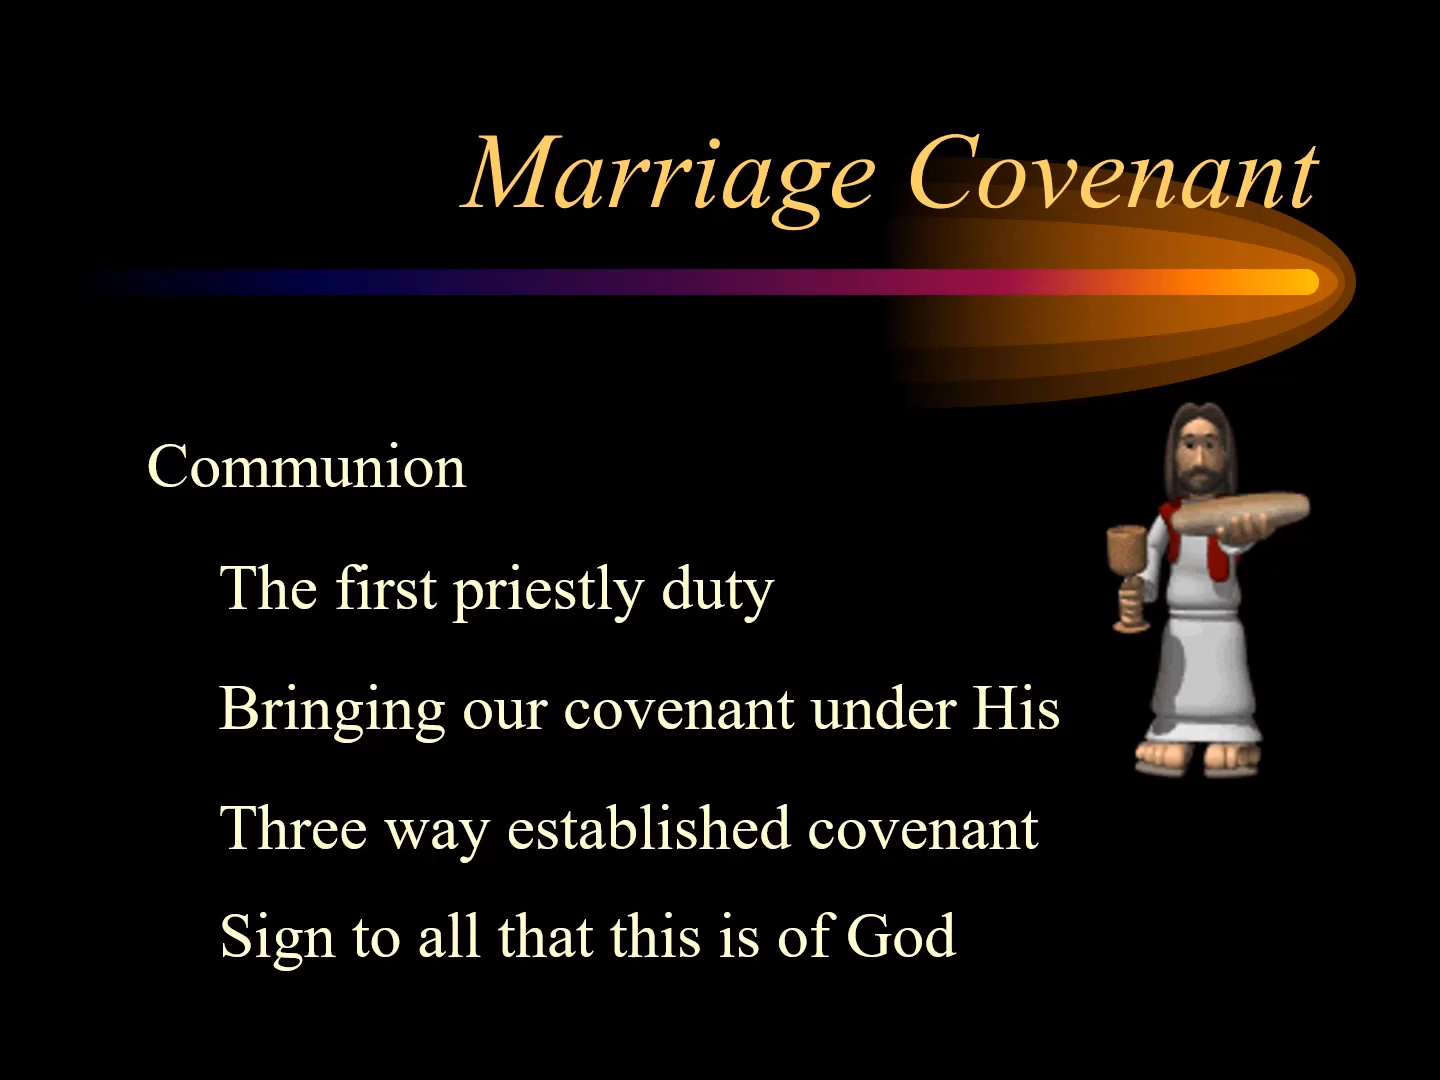 Marriage Covenant
Communion
The first priestly duty
Bringing our covenant under His
Three way established covenant
Sign to all that this is of God